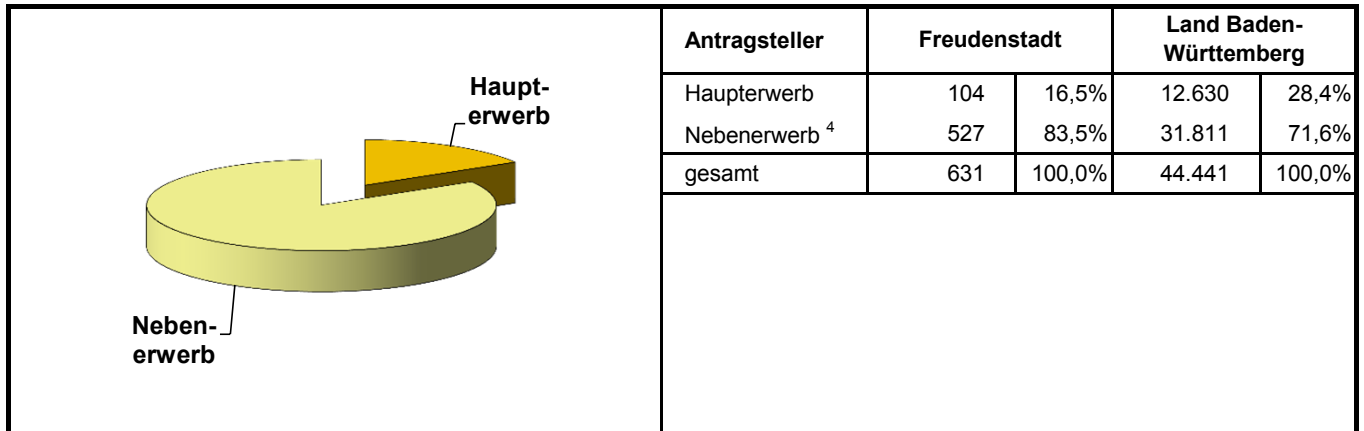 Haupt-
erwerb
Neben-
erwerb
Antragsteller Freudenstadt Land Baden-
Württemberg
Haupterwerb 104 16,5% 12.630 28,4%
Nebenerwerb 4 527 83,5% 31.811 71,6%
gesamt 631 100,0% 44.441 100,0%